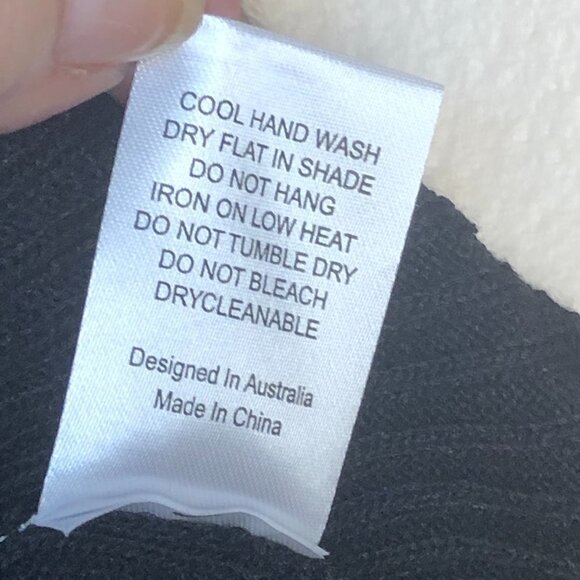 COOL HAND WASH
DRY FLAT IN SHADE
DO NOT HANG
IRON ON LOW HEAT
DO NOT TUMBLE DRY
DO NOT BLEACH
DRYCLEANABLE
Designed In Australia
Made In China